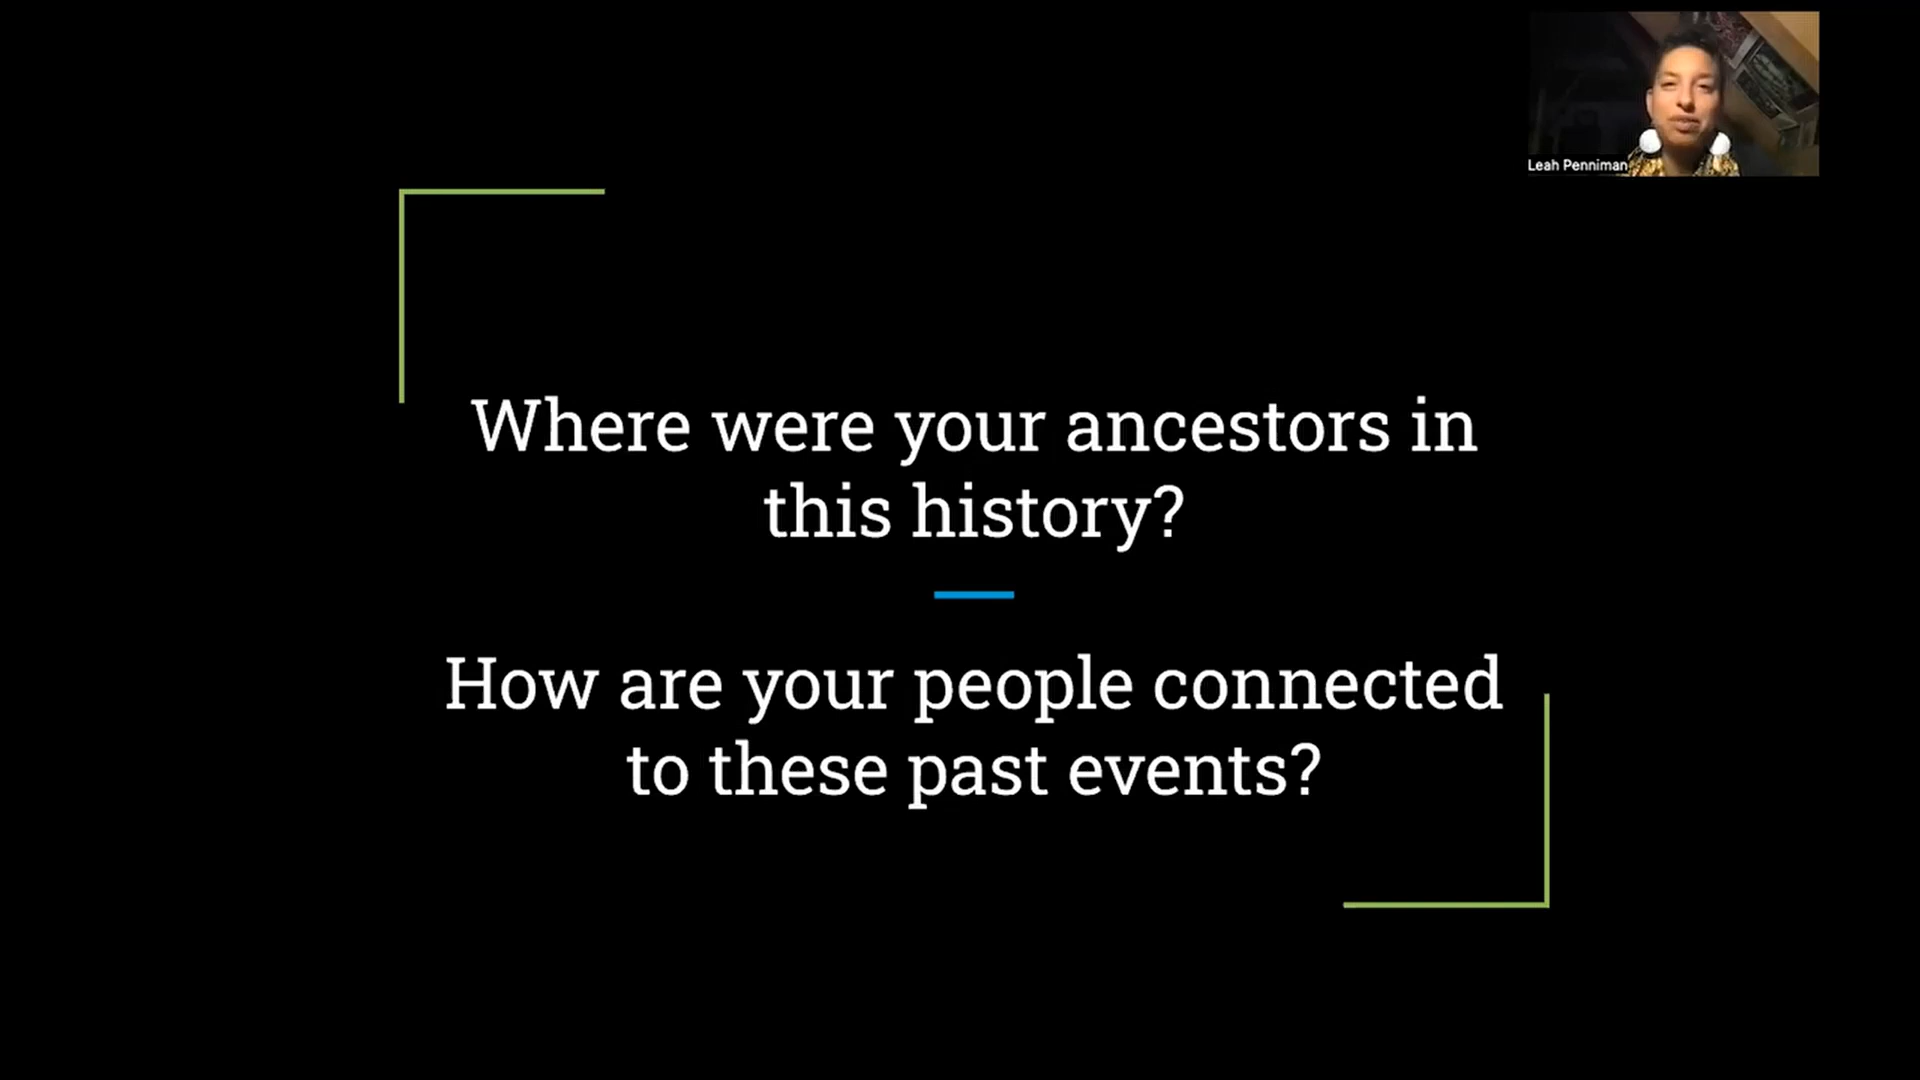 Leah Penniman
Where were your ancestors in
this history?
How are your people connected
to these past events?